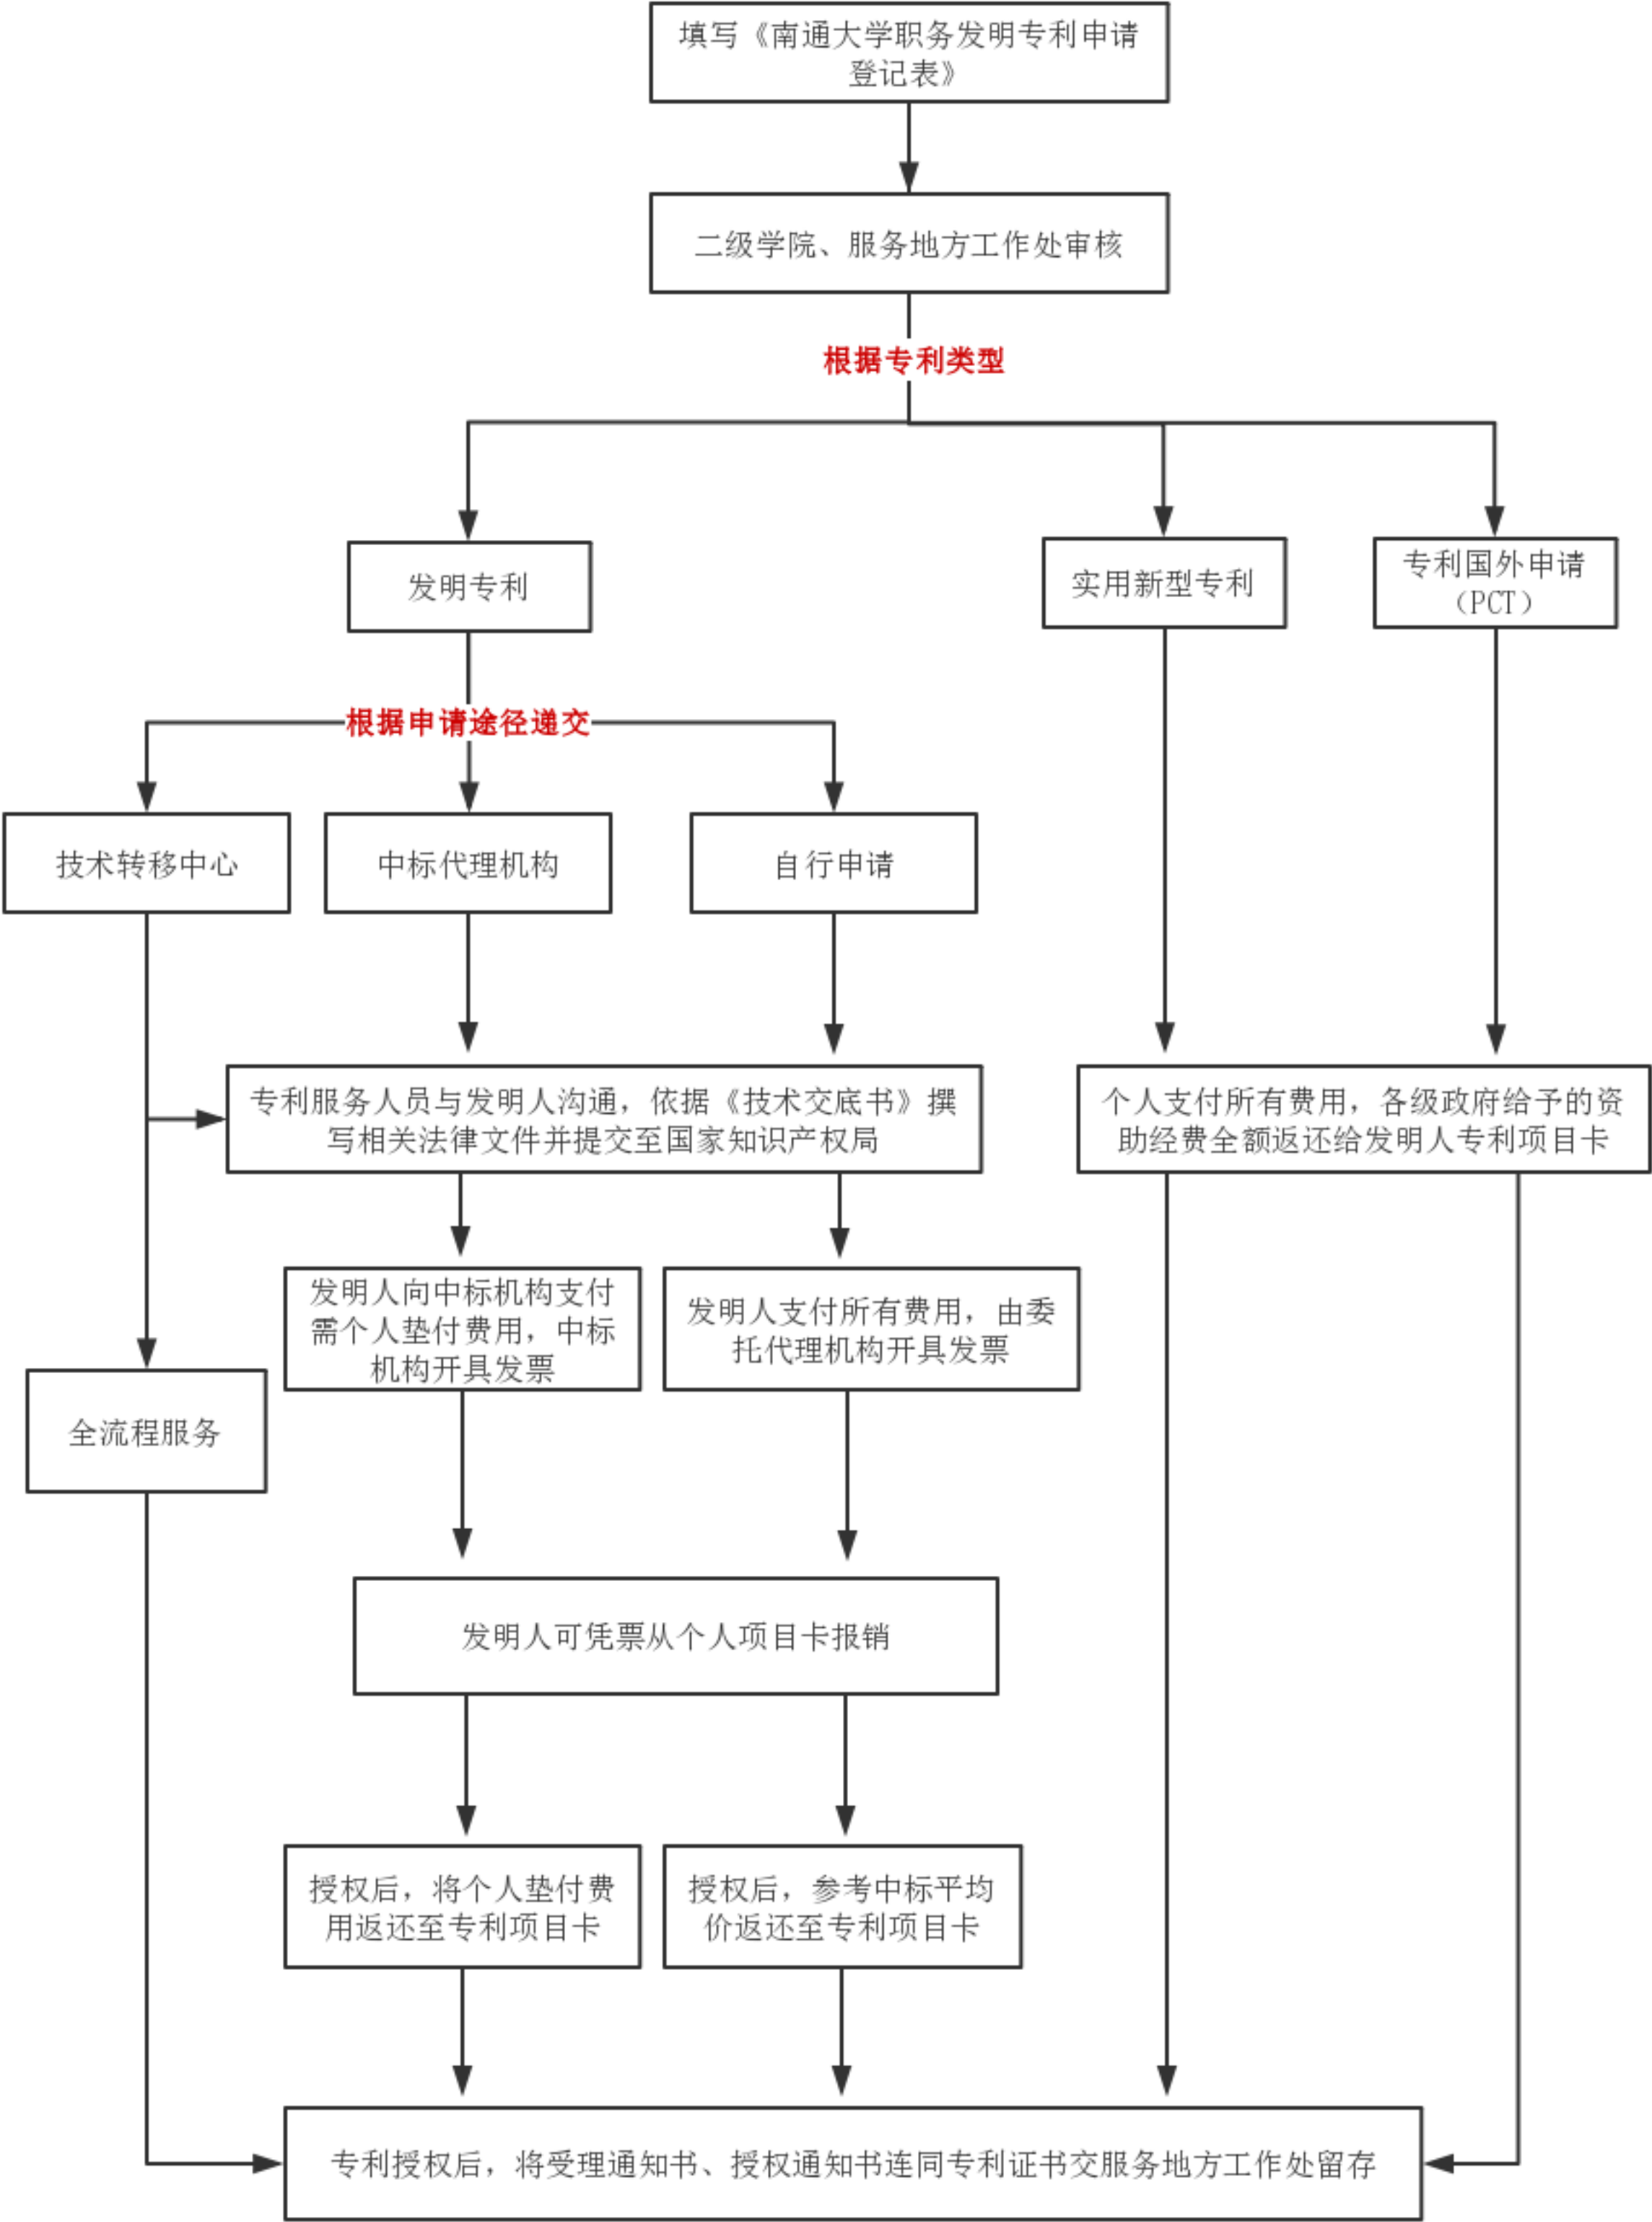 填写《南通大学职务发明专利申请
登记表》
二级学院、服务地方工作处审核
根据专利类型
发明专利
实用新型专利
专利国外申请
（PCT）
根据申请途径递交
技术转移中心
中标代理机构
自行申请
专利服务人员与发明人沟通，依据《技术交底书》撰
写相关法律文件并提交至国家知识产权局
个人支付所有费用，各级政府给予的资
助经费全额返还给发明人专利项目卡
发明人向中标机构支付
需个人垫付费用，中标
机构开具发票
发明人支付所有费用，由委
托代理机构开具发票
全流程服务
发明人可凭票从个人项目卡报销
授权后，将个人垫付费
用返还至专利项目卡
授权后，参考中标平均
价返还至专利项目卡
专利授权后，将受理通知书、授权通知书连同专利证书交服务地方工作处留存